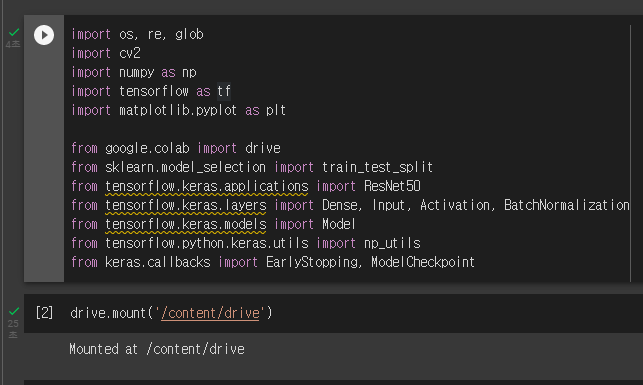 import os, re, glob
4초
import cv2
import numpy as np
import tensorflow as tf
import matplotlib.pyplot as plt
from google.colab import drive
from sklearn.model_selection import train_test_split
from tensorflow.keras.applications import ResNet50
from tensorflow.keras.layers import Dense, Input, Activation, BatchNormalization
from tensorflow.keras.models import Model
from tensorflow.python.keras.utils import np_utils
from keras.callbacks import EarlyStopping, ModelCheckpoint
[2] drive.mount('/content/drive')
25
초
Mounted at /content/drive